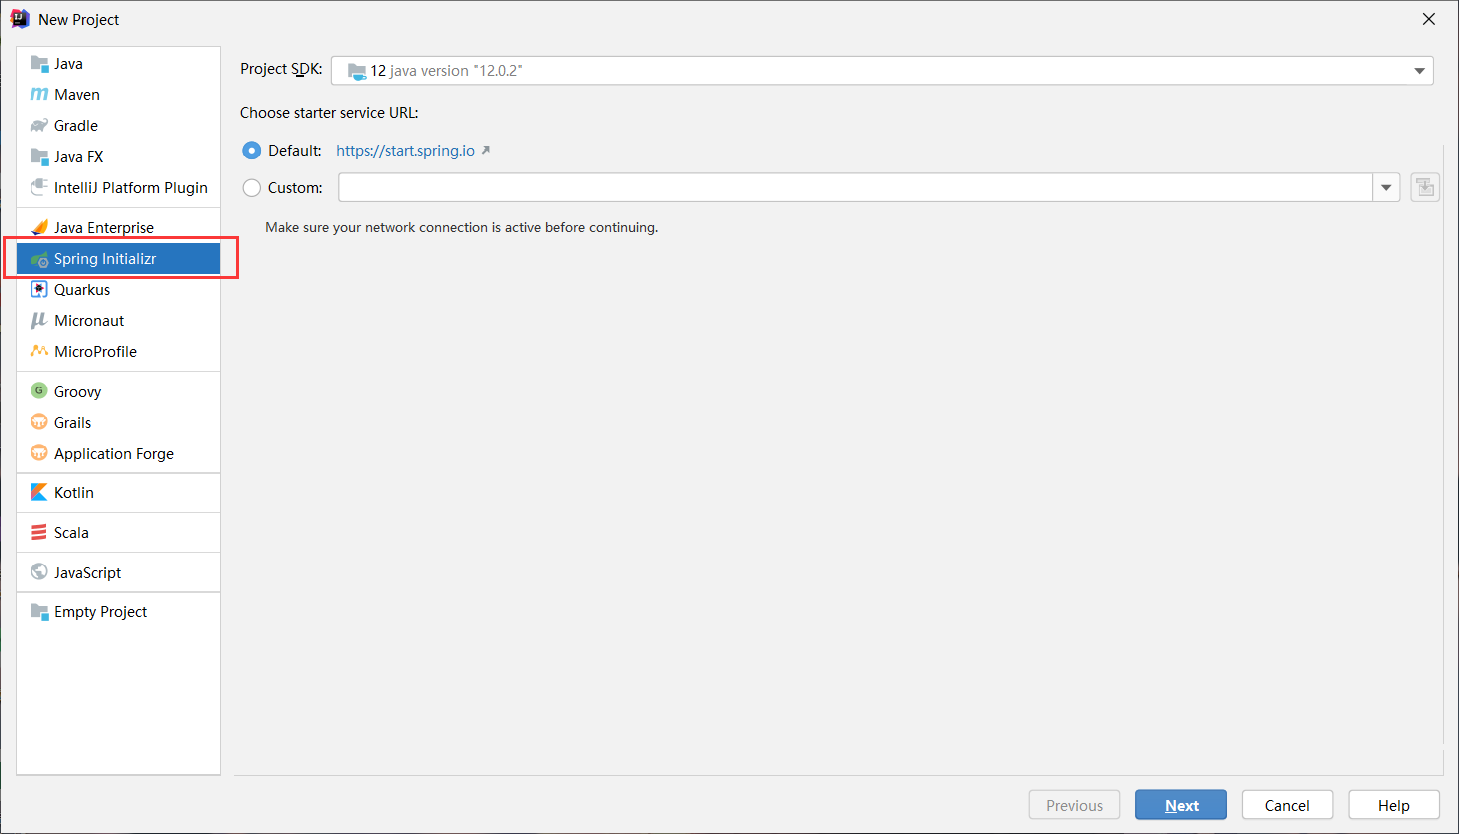 New Project
Java
Maven
Gradle
Java FX
IntelliJ Platform Plugin
Java Enterprise
Spring Initializr
Quarkus
Micronaut
MicroProfile
Groovy
Grails
Application Forge
Kotlin
Scala
JavaScript
Empty Project
Project SDK: 12 java version "12.0.2"
Choose starter service URL:
Default: https://start.spring.io
Custom:
Make sure your network connection is active before continuing.
Previous Next Cancel Help